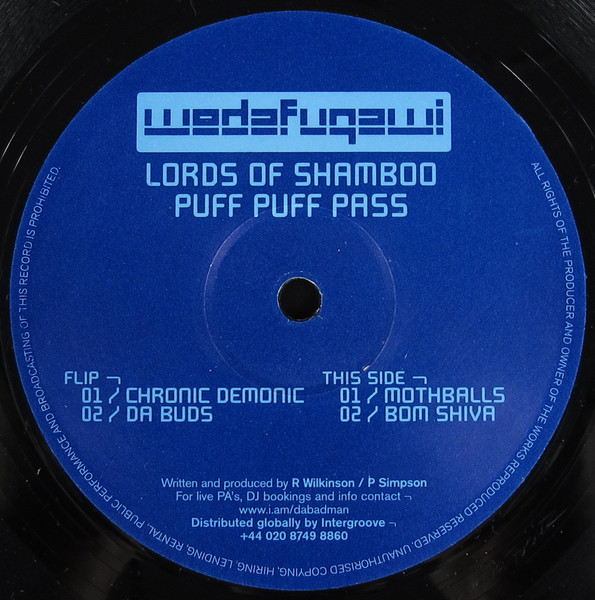 wedafuqawi
LORDS OF SHAMBOO
PUFF PUFF PASS
FLIP ¬
01 / CHRONIC DEMONIC
02 / DA BUDS
THIS SIDE ¬
01 / MOTHBALLS
02 / BOM SHIVA
Written and produced by R Wilkinson / P Simpson
For live PA's, DJ bookings and info contact ¬
www.i.am/dabadman
Distributed globally by Intergroove ¬
+44 020 8749 8860
ALL RIGHTS OF THE PRODUCER AND OWNER OF THE WORKS REPRODUCED RESERVED. UNAUTHORISED COPYING, HIRING, LENDING, RENTAL, PUBLIC PERFORMANCE AND BROADCASTING OF THIS RECORD IS PROHIBITED.